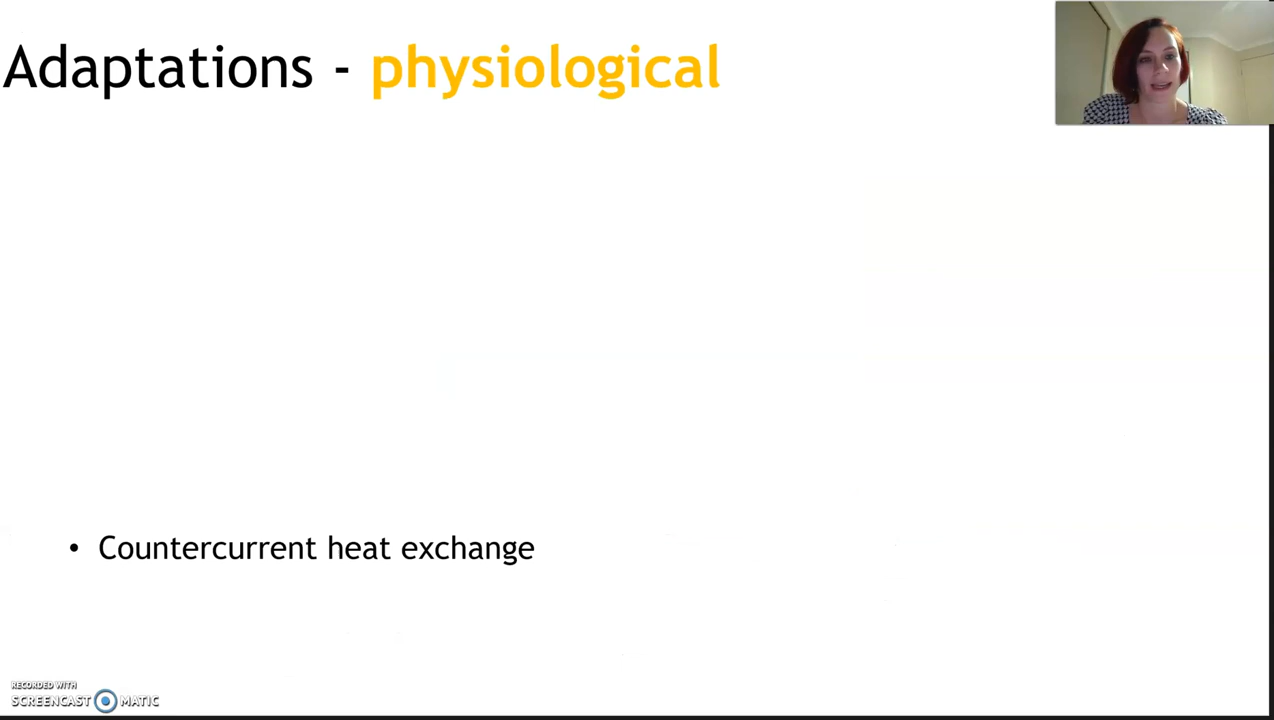 Adaptations - physiological
• Countercurrent heat exchange
RECORDED WITH
SCREENCAST MATIC